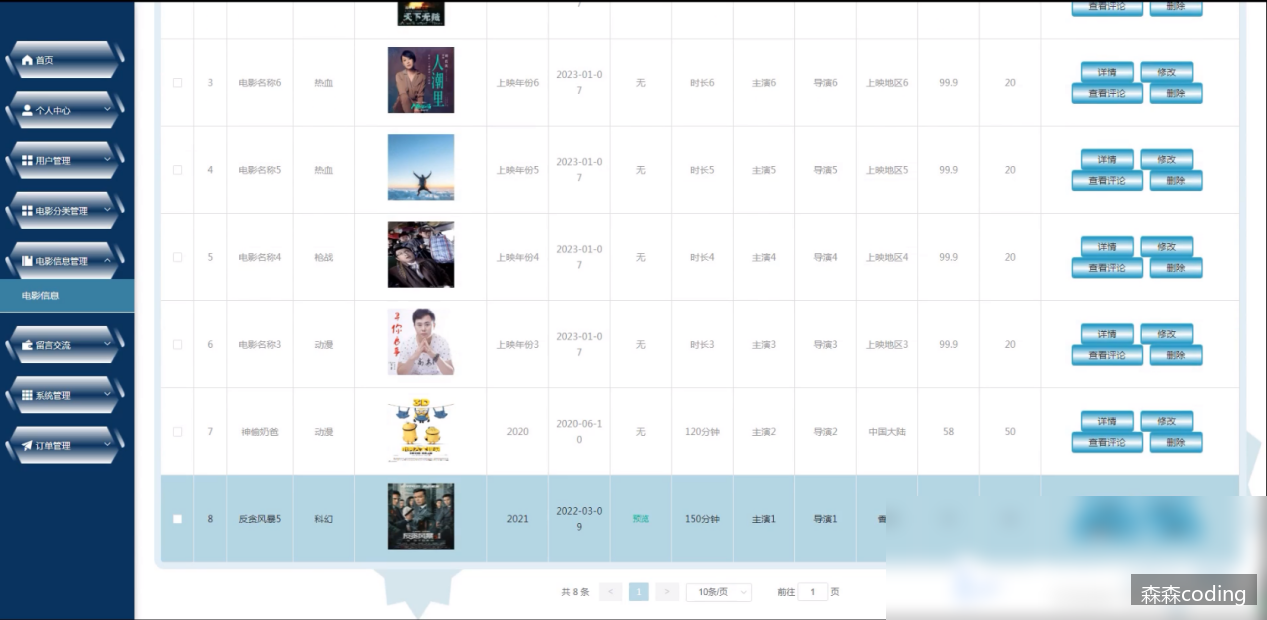 天下无贼
查看评论 删除
首页
个人中心
用户管理
电影分类管理
电影信息管理
电影信息
留言交流
系统管理
订单管理
3 电影名称6 热血 人潮里 上映年份6 2023-01-07 无 时长6 主演6 导演6 上映地区6 99.9 20 详情 修改
查看评论 删除
4 电影名称5 热血 上映年份5 2023-01-07 无 时长5 主演5 导演5 上映地区5 99.9 20 详情 修改
查看评论 删除
5 电影名称4 枪战 上映年份4 2023-01-07 无 时长4 主演4 导演4 上映地区4 99.9 20 详情 修改
查看评论 删除
6 电影名称3 动漫 上映年份3 2023-01-07 无 时长3 主演3 导演3 上映地区3 99.9 20 详情 修改
查看评论 删除
7 神偷奶爸 动漫 2020 2020-06-10 无 120分钟 主演2 导演2 中国大陆 58 50 详情 修改
查看评论 删除
8 反贪风暴5 科幻 2021 2022-03-09 预览 150分钟 主演1 导演1
共 8 条 < 1 > 10条/页 前往 1 页
森森coding